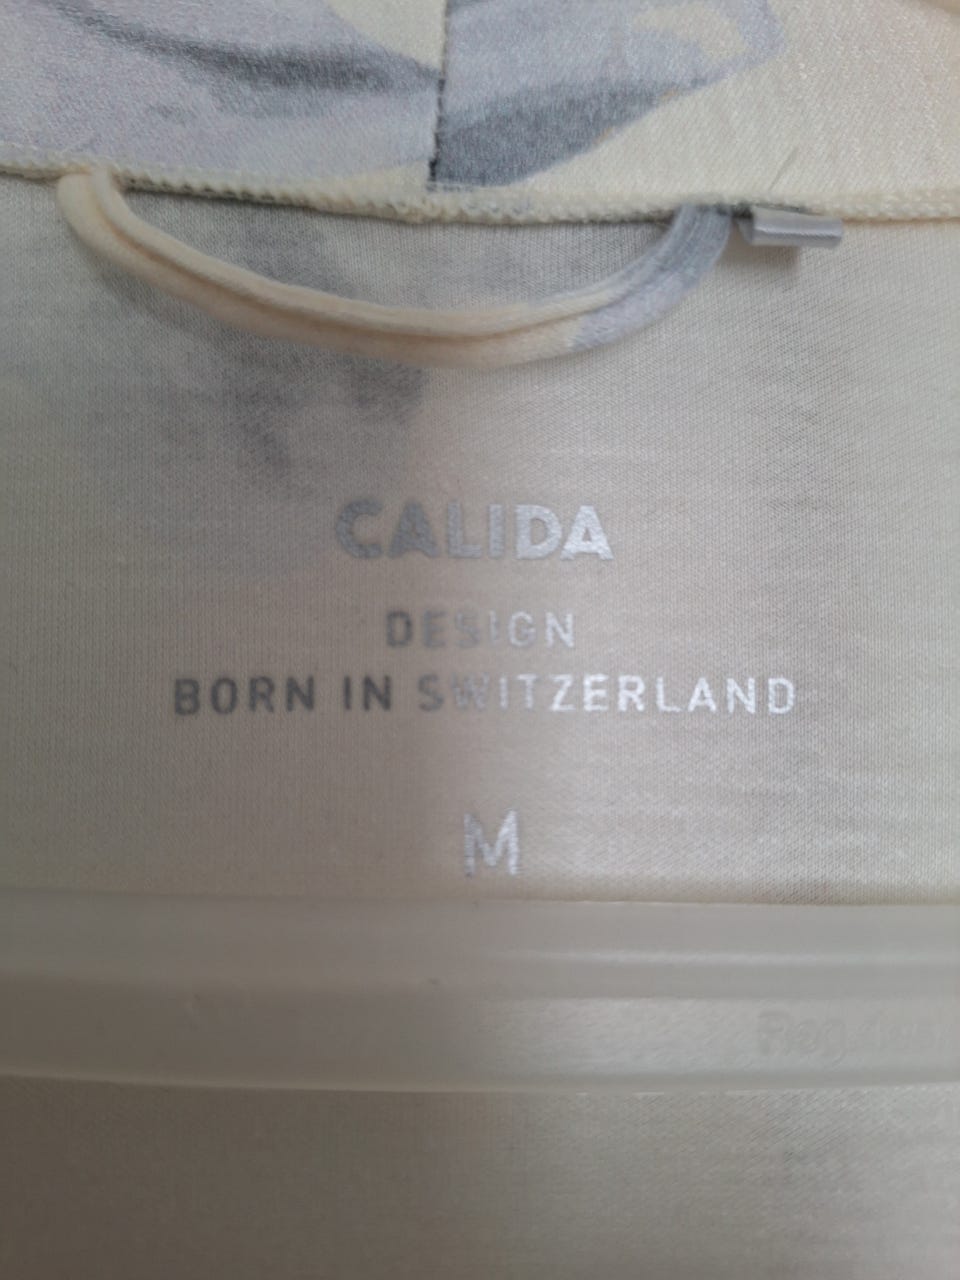 CALIDA
DESIGN
BORN IN SWITZERLAND
M